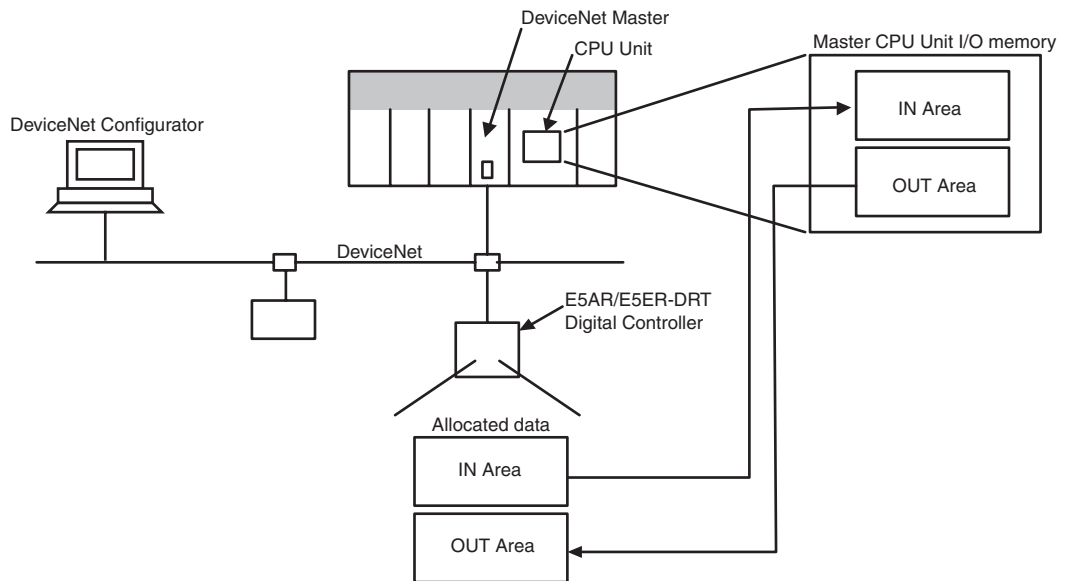 DeviceNet Master
CPU Unit
Master CPU Unit I/O memory
IN Area
OUT Area
DeviceNet Configurator
DeviceNet
E5AR/E5ER-DRT
Digital Controller
Allocated data
IN Area
OUT Area